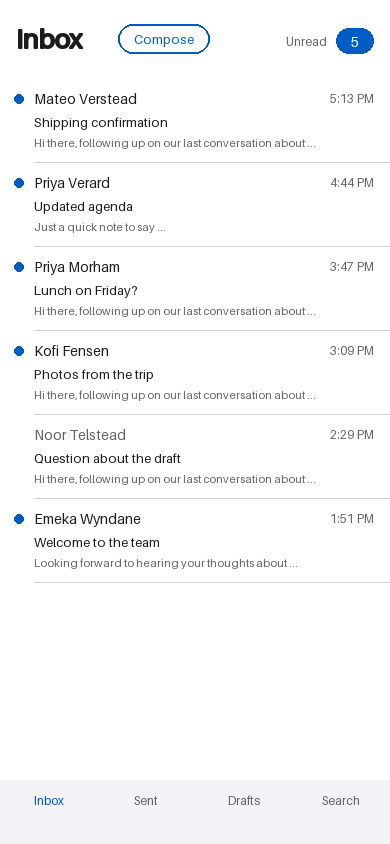 Inbox
Compose
Unread 5
Mateo Verstead 5:13 PM
Shipping confirmation
Hi there, following up on our last conversation about ...
Priya Verard 4:44 PM
Updated agenda
Just a quick note to say ...
Priya Morham 3:47 PM
Lunch on Friday?
Hi there, following up on our last conversation about ...
Kofi Fensen 3:09 PM
Photos from the trip
Hi there, following up on our last conversation about ...
Noor Telstead 2:29 PM
Question about the draft
Hi there, following up on our last conversation about ...
Emeka Wyndane 1:51 PM
Welcome to the team
Looking forward to hearing your thoughts about ...
Inbox Sent Drafts Search